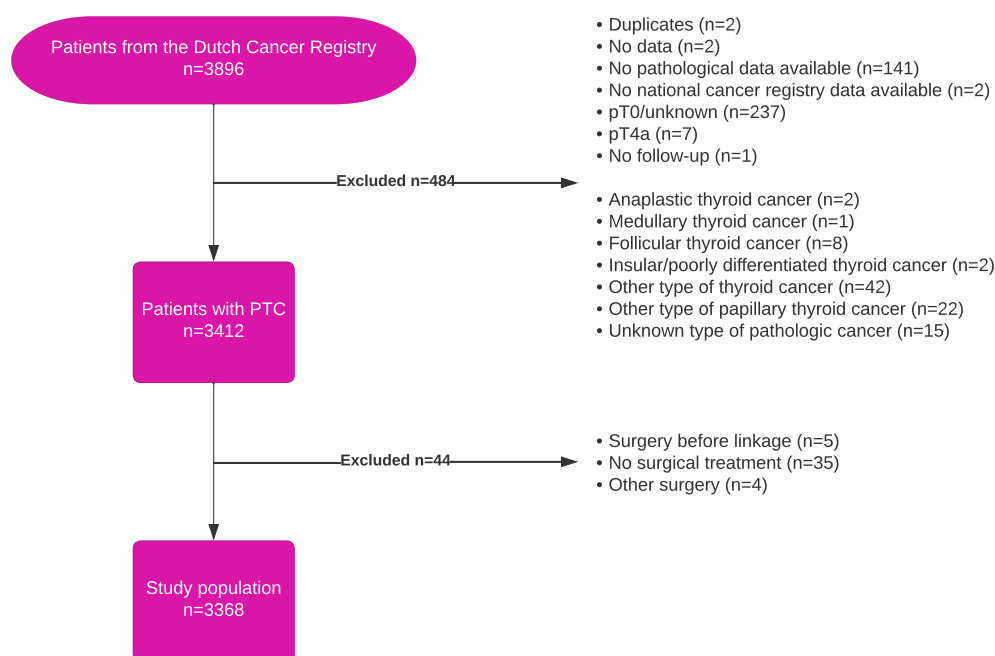 Patients from the Dutch Cancer Registry
n=3896
• Duplicates (n=2)
• No data (n=2)
• No pathological data available (n=141)
• No national cancer registry data available (n=2)
• pT0/unknown (n=237)
• pT4a (n=7)
• No follow-up (n=1)
Excluded n=484
• Anaplastic thyroid cancer (n=2)
• Medullary thyroid cancer (n=1)
• Follicular thyroid cancer (n=8)
• Insular/poorly differentiated thyroid cancer (n=2)
• Other type of thyroid cancer (n=42)
• Other type of papillary thyroid cancer (n=22)
• Unknown type of pathologic cancer (n=15)
Patients with PTC
n=3412
Excluded n=44
• Surgery before linkage (n=5)
• No surgical treatment (n=35)
• Other surgery (n=4)
Study population
n=3368